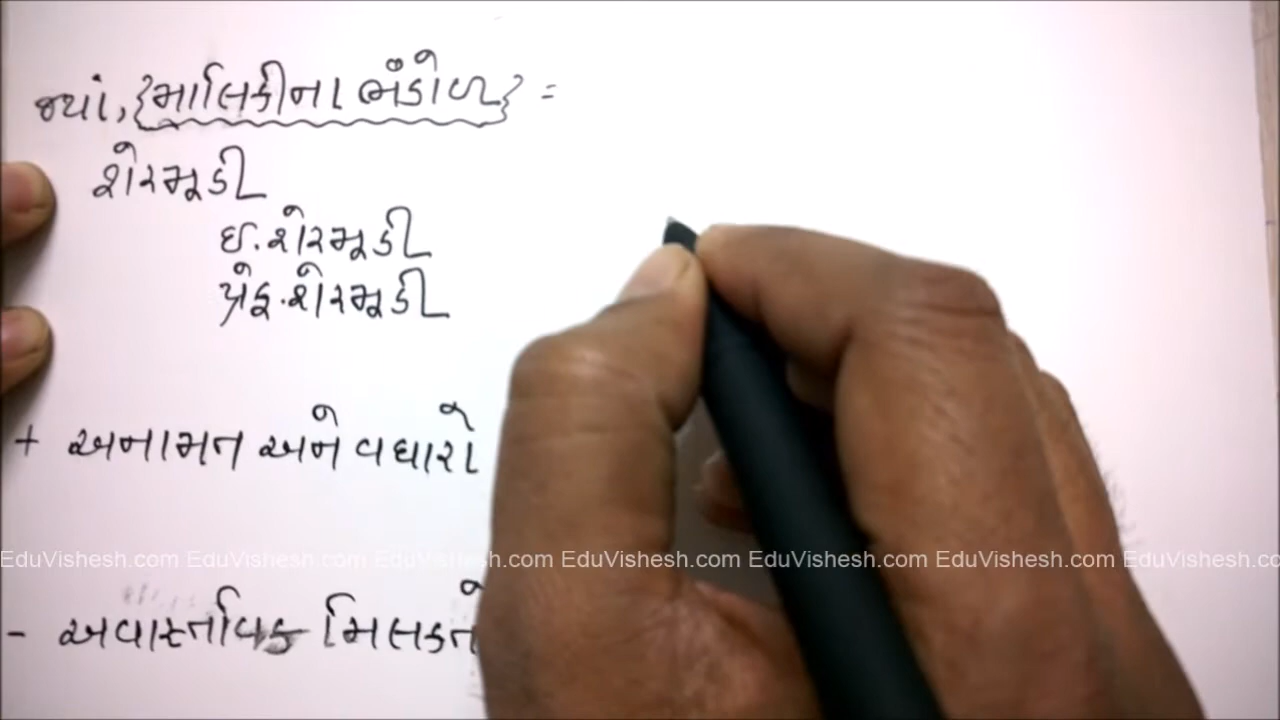 જ્યાં, {માલિકીના ભંડોળ} =
શેરમૂડી
ઇ. શેરમૂડી
પ્રેફ. શેરમૂડી
+ અનામત અને વધારો
EduVishesh.com EduVishesh.com EduVishesh.com EduVishesh.com EduVishesh.com EduVishesh.com EduVishesh.co
- અવાસ્તવિક મિલકતો